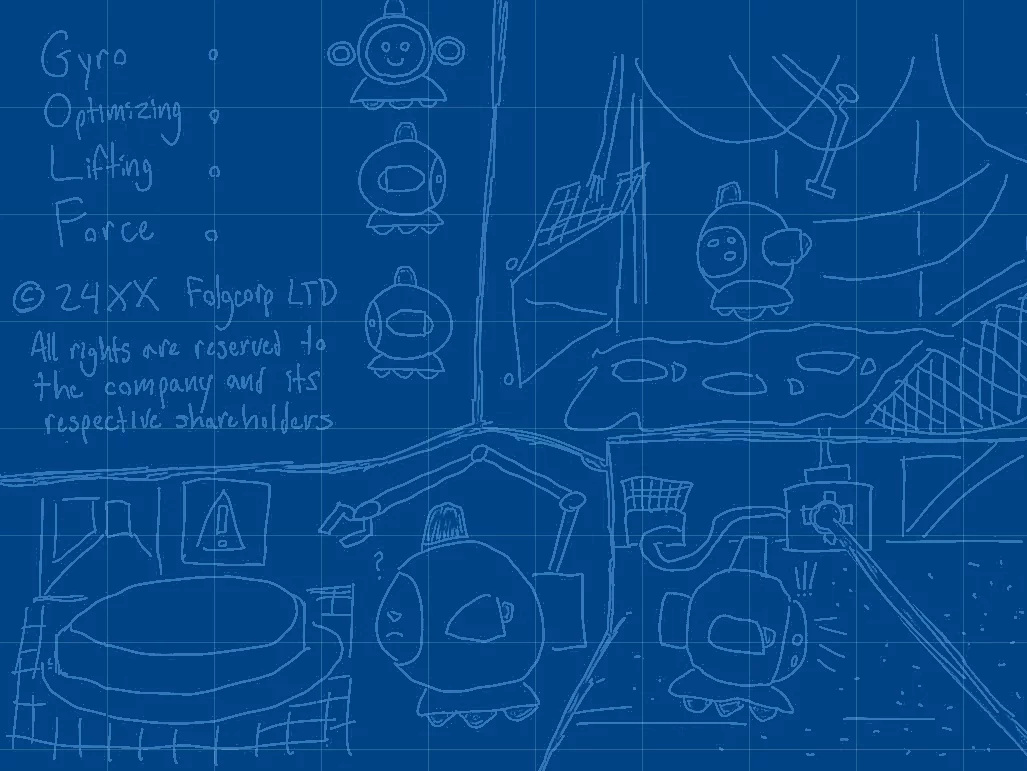 Gyro
Optimizing
Lifting
Force
© 24XX Folgcorp LTD
All rights are reserved to
the company and its
respective shareholders
!
?